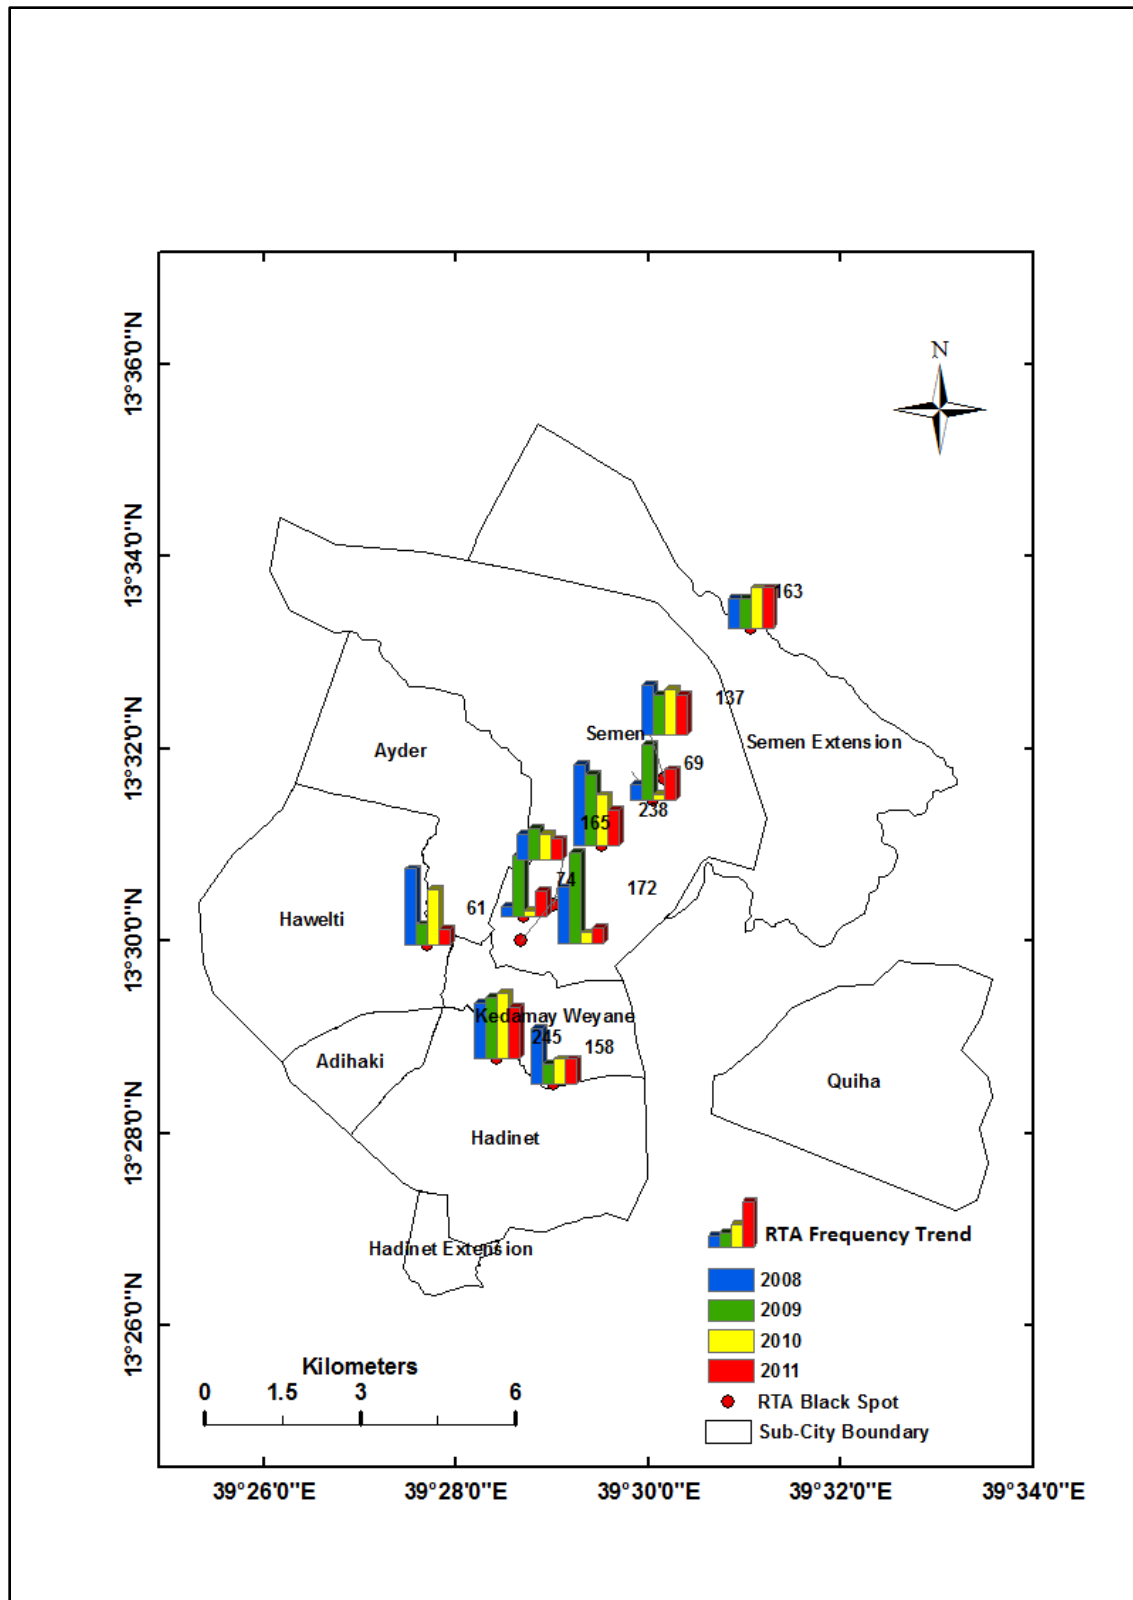 N
13°36'0"N
13°34'0"N
13°32'0"N
13°30'0"N
13°28'0"N
13°26'0"N
163
137
Semen
Semen Extension
Ayder
69
238
165
74
172
61
Hawelti
Kedamay Weyane
245
158
Adihaki
Quiha
Hadinet
Hadinet Extension
RTA Frequency Trend
2008
2009
2010
2011
RTA Black Spot
Sub-City Boundary
Kilometers
0 1.5 3 6
39°26'0"E 39°28'0"E 39°30'0"E 39°32'0"E 39°34'0"E